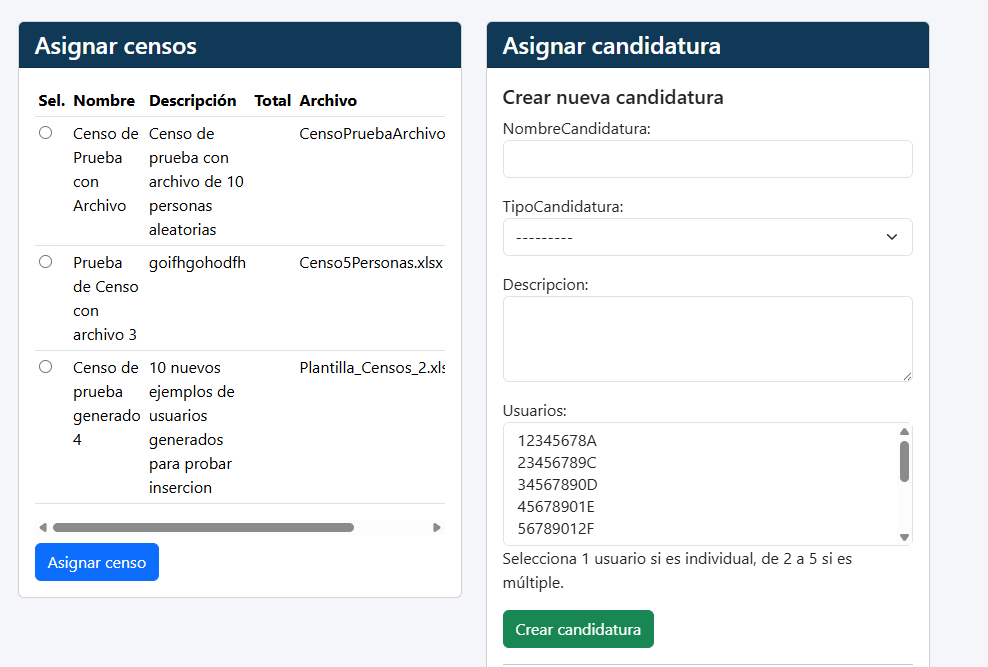 Asignar censos
Sel. Nombre Descripción Total Archivo
Censo de Prueba con Archivo
Censo de prueba con archivo de 10 personas aleatorias
CensoPruebaArchivo
Prueba de Censo con archivo 3
goifhgohodfh
Censo5Personas.xlsx
Censo de prueba generado 4
10 nuevos ejemplos de usuarios generados para probar insercion
Plantilla_Censos_2.xls
Asignar censo
Asignar candidatura
Crear nueva candidatura
NombreCandidatura:
TipoCandidatura:
---------
Descripcion:
Usuarios:
12345678A
23456789C
34567890D
45678901E
56789012F
Selecciona 1 usuario si es individual, de 2 a 5 si es
múltiple.
Crear candidatura